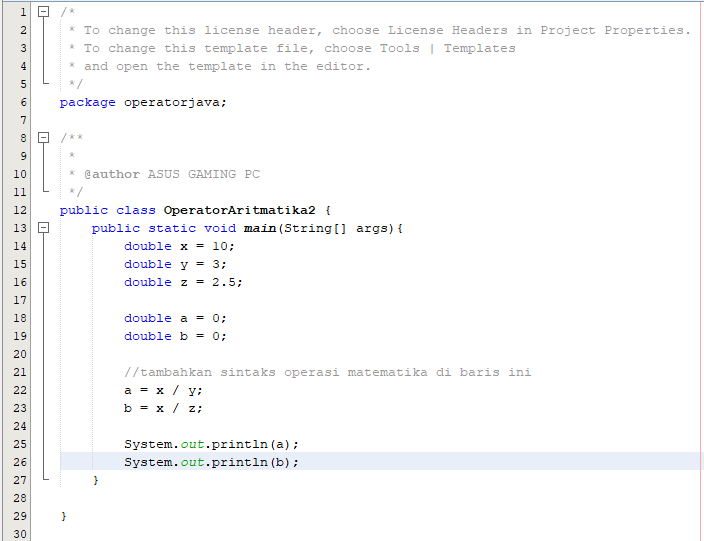 1 /*
2 * To change this license header, choose License Headers in Project Properties.
3 * To change this template file, choose Tools | Templates
4 * and open the template in the editor.
5 */
6 package operatorjava;
7
8 /**
9 *
10 * @author ASUS GAMING PC
11 */
12 public class OperatorAritmatika2 {
13 public static void main(String[] args){
14 double x = 10;
15 double y = 3;
16 double z = 2.5;
17
18 double a = 0;
19 double b = 0;
20
21 //tambahkan sintaks operasi matematika di baris ini
22 a = x / y;
23 b = x / z;
24
25 System.out.println(a);
26 System.out.println(b);
27 }
28
29 }
30